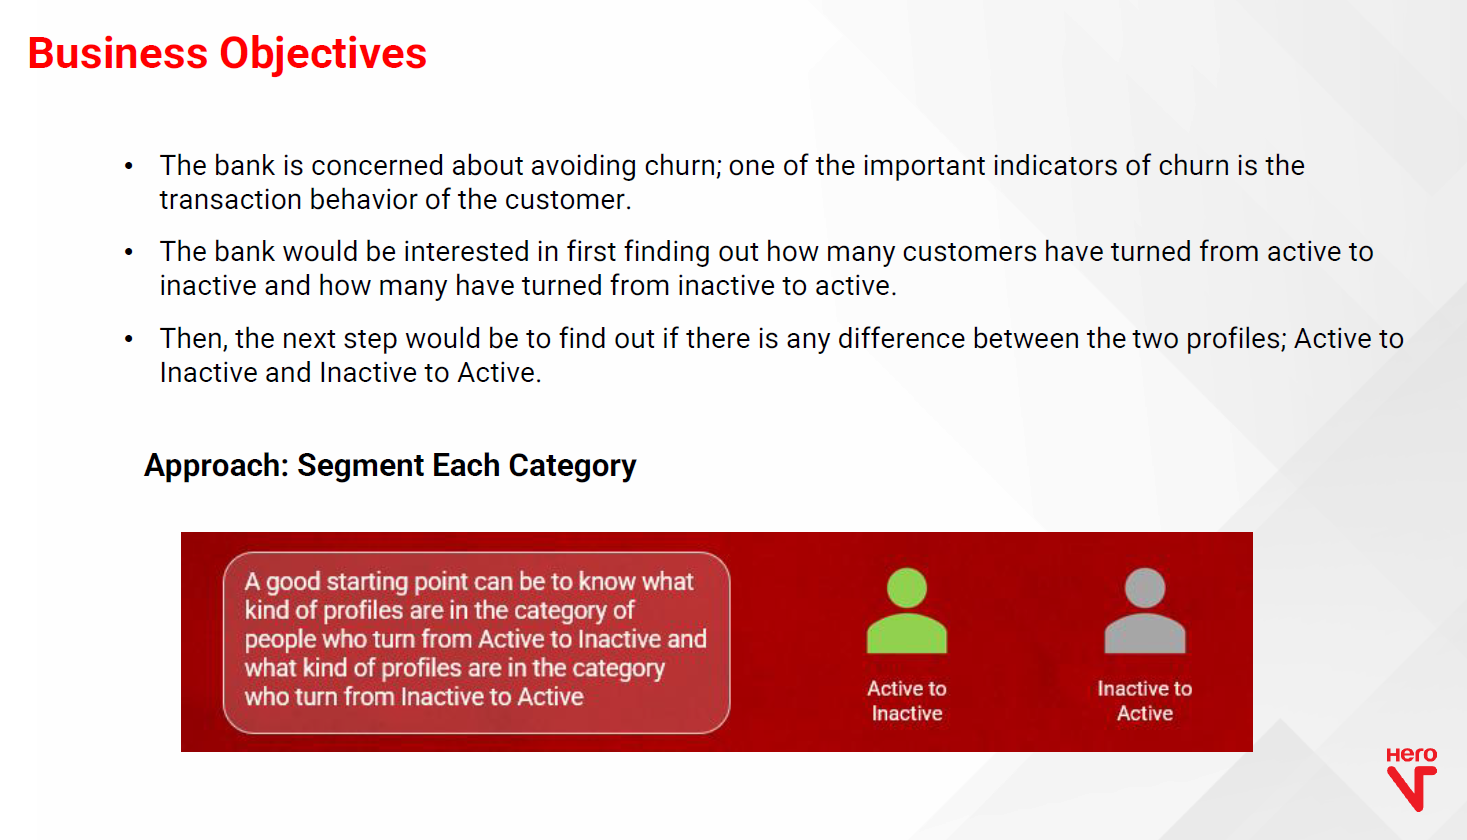 Business Objectives
• The bank is concerned about avoiding churn; one of the important indicators of churn is the
transaction behavior of the customer.
• The bank would be interested in first finding out how many customers have turned from active to
inactive and how many have turned from inactive to active.
• Then, the next step would be to find out if there is any difference between the two profiles; Active to
Inactive and Inactive to Active.
Approach: Segment Each Category
A good starting point can be to know what
kind of profiles are in the category of
people who turn from Active to Inactive and
what kind of profiles are in the category
who turn from Inactive to Active
Active to
Inactive
Inactive to
Active
Hero